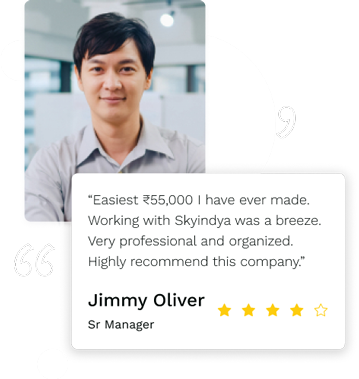 “Easiest ₹55,000 I have ever made.
Working with Skyindya was a breeze.
Very professional and organized.
Highly recommend this company.”
Jimmy Oliver
Sr Manager